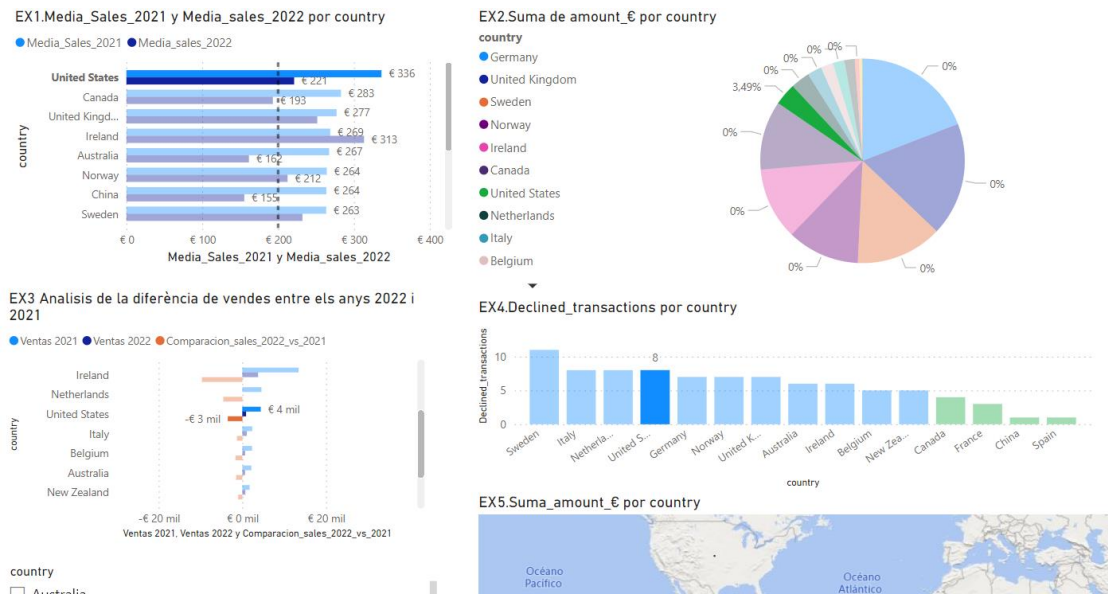 EX1.Media_Sales_2021 y Media_sales_2022 por country
Media_Sales_2021 Media_sales_2022
country
United States
Canada
United Kingd...
Ireland
Australia
Norway
China
Sweden
€ 336
€ 221
€ 283
€ 193
€ 277
€ 269
€ 313
€ 267
€ 162
€ 264
€ 212
€ 264
€ 155
€ 263
€ 0 € 100 € 200 € 300 € 400
Media_Sales_2021 y Media_sales_2022
EX2.Suma de amount_€ por country
country
Germany
United Kingdom
Sweden
Norway
Ireland
Canada
United States
Netherlands
Italy
Belgium
0%
0%
0%
0%
0%
0%
3,49%
0%
0%
0%
0%
EX3 Analisis de la diferència de vendes entre els anys 2022 i
2021
Ventas 2021 Ventas 2022 Comparacion_sales_2022_vs_2021
country
Ireland
Netherlands
United States
Italy
Belgium
Australia
New Zealand
€ 4 mil
-€ 3 mil
-€ 20 mil € 0 mil € 20 mil
Ventas 2021, Ventas 2022 y Comparacion_sales_2022_vs_2021
EX4.Declined_transactions por country
Declined_transactions
10
5
0
8
Sweden Italy Netherla... United S... Germany Norway United K... Australia Ireland Belgium New Zea... Canada France China Spain
country
EX5.Suma_amount_€ por country
Océano
Pacífico
Océano
Atlántico
country
Australia